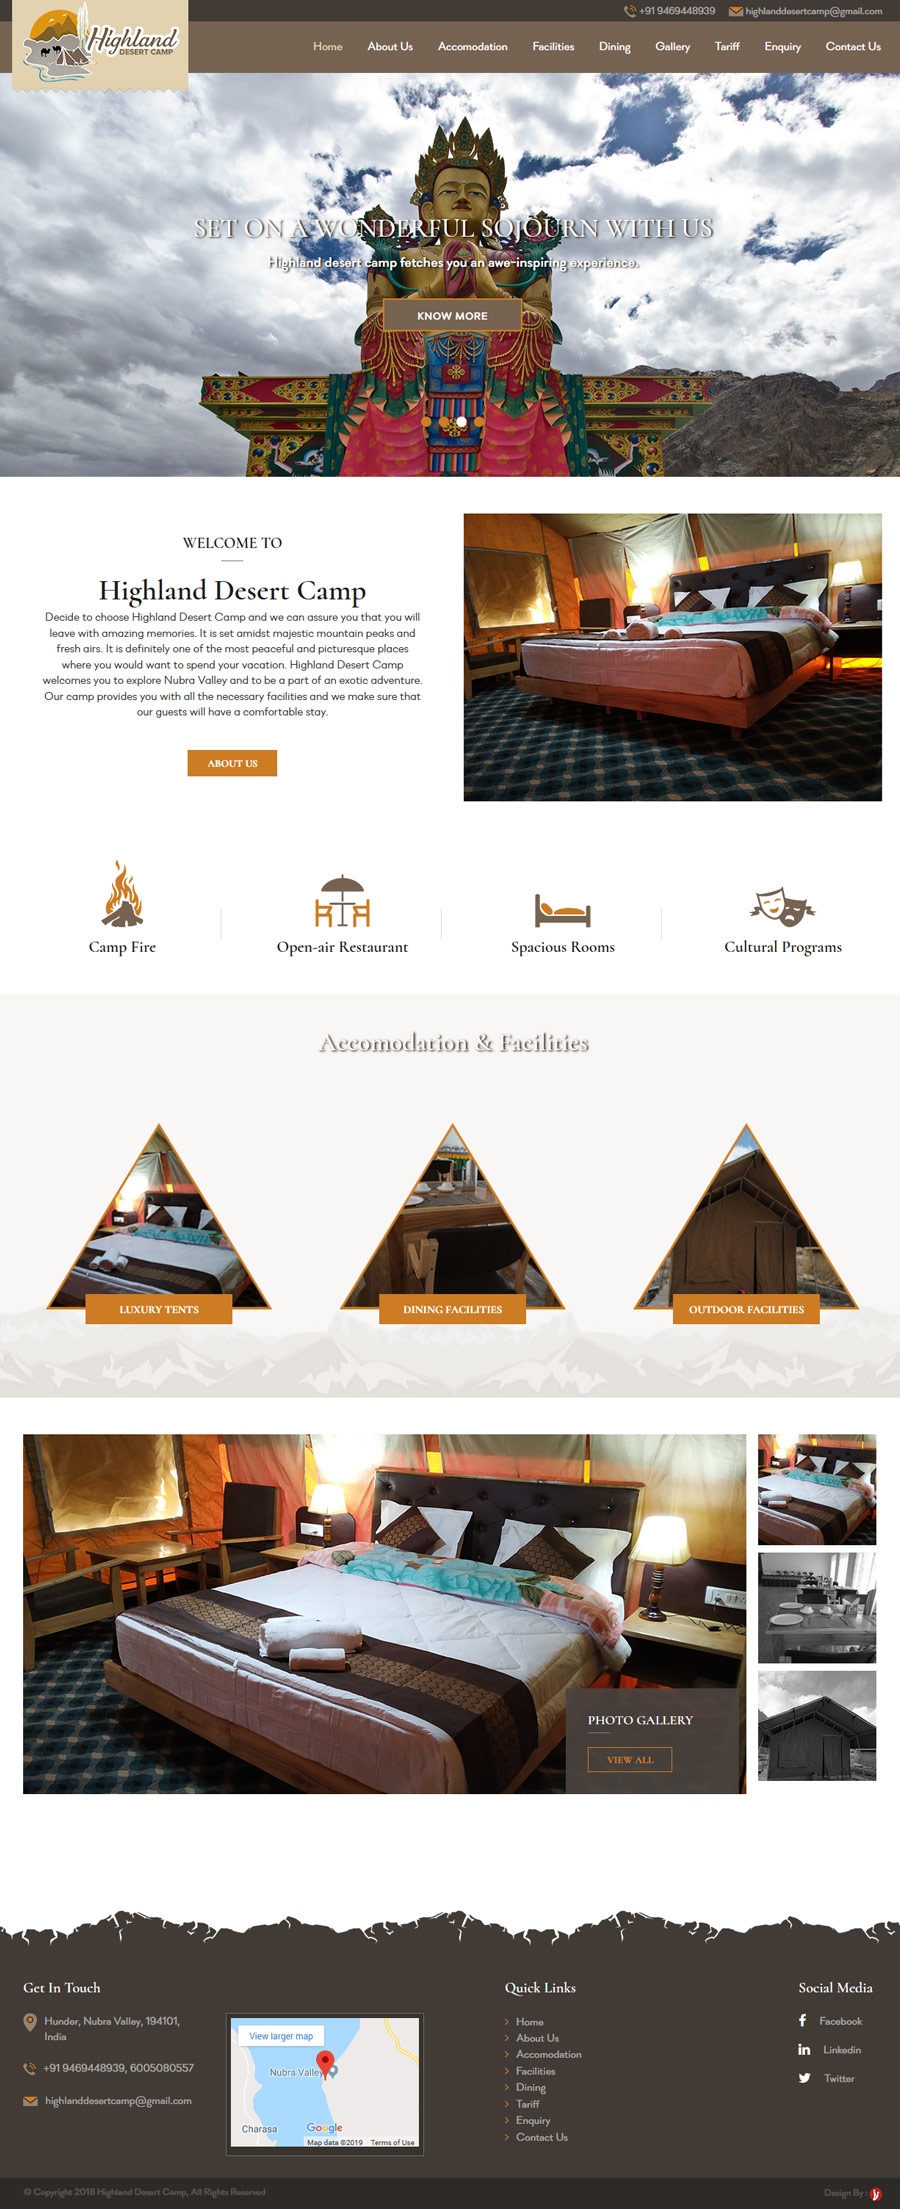 Highland
DESERT CAMP
+91 9469448939 highlanddesertcamp@gmail.com
Home About Us Accomodation Facilities Dining Gallery Tariff Enquiry Contact Us
SET ON A WONDERFUL SOJOURN WITH US
Highland desert camp fetches you an awe-inspiring experience.
KNOW MORE
WELCOME TO
Highland Desert Camp
Decide to choose Highland Desert Camp and we can assure you that you will
leave with amazing memories. It is set amidst majestic mountain peaks and
fresh airs. It is definitely one of the most peaceful and picturesque places
where you would want to spend your vacation. Highland Desert Camp
welcomes you to explore Nubra Valley and to be a part of an exotic adventure.
Our camp provides you with all the necessary facilities and we make sure that
our guests will have a comfortable stay.
ABOUT US
Camp Fire
Open-air Restaurant
Spacious Rooms
Cultural Programs
Accomodation & Facilities
LUXURY TENTS
DINING FACILITIES
OUTDOOR FACILITIES
PHOTO GALLERY
VIEW ALL
Get In Touch
Hunder, Nubra Valley, 194101,
India
+91 9469448939, 6005080557
highlanddesertcamp@gmail.com
View larger map
Nubra Valley
Charasa
Google
Map data ©2019 Terms of Use
Quick Links
Home
About Us
Accomodation
Facilities
Dining
Tariff
Enquiry
Contact Us
Social Media
Facebook
Linkedin
Twitter
© Copyright 2018 Highland Desert Camp, All Rights Reserved
Design By :